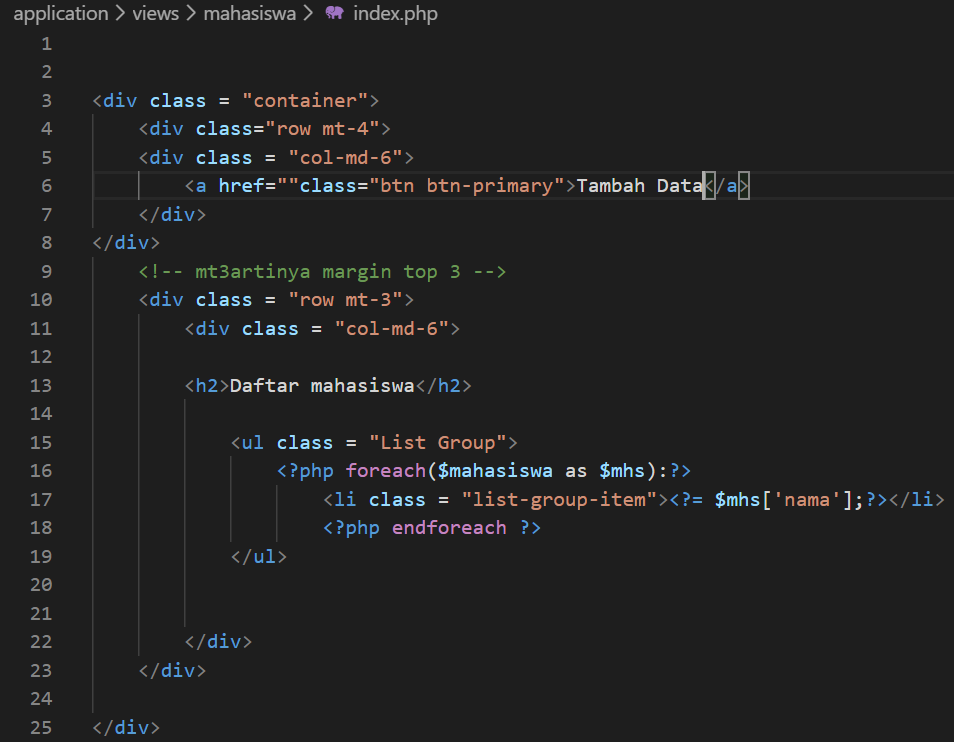 application > views > mahasiswa > index.php
1
2
3 <div class = "container">
4 <div class="row mt-4">
5 <div class = "col-md-6">
6 <a href=""class="btn btn-primary">Tambah Data</a>
7 </div>
8 </div>
9 <!-- mt3artinya margin top 3 -->
10 <div class = "row mt-3">
11 <div class = "col-md-6">
12
13 <h2>Daftar mahasiswa</h2>
14
15 <ul class = "List Group">
16 <?php foreach($mahasiswa as $mhs):?>
17 <li class = "list-group-item"><?= $mhs['nama'];?></li>
18 <?php endforeach ?>
19 </ul>
20
21
22 </div>
23 </div>
24
25 </div>